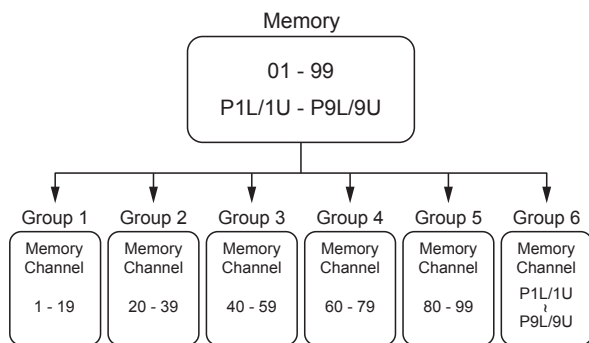 Memory
01 - 99
P1L/1U - P9L/9U
Group 1
Memory
Channel
1 - 19
Group 2
Memory
Channel
20 - 39
Group 3
Memory
Channel
40 - 59
Group 4
Memory
Channel
60 - 79
Group 5
Memory
Channel
80 - 99
Group 6
Memory
Channel
P1L/1U
~
P9L/9U